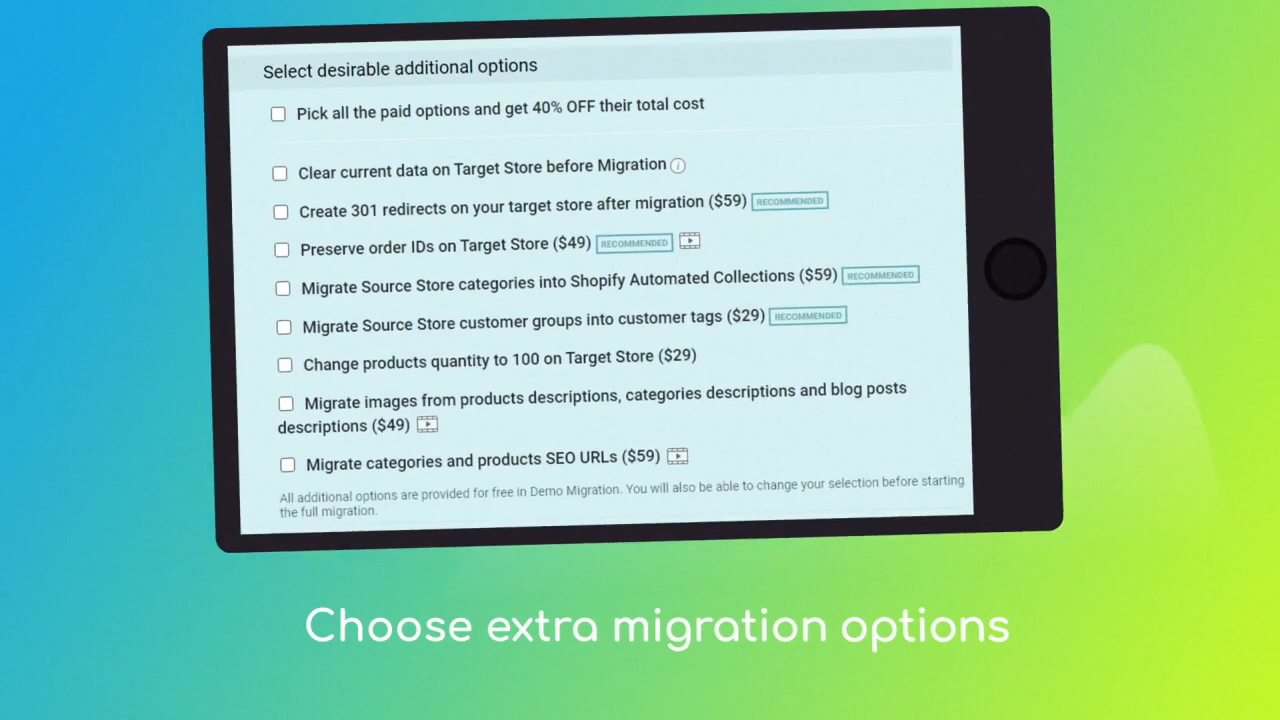 Select desirable additional options
Pick all the paid options and get 40% OFF their total cost
Clear current data on Target Store before Migration
Create 301 redirects on your target store after migration ($59) RECOMMENDED
Preserve order IDs on Target Store ($49) RECOMMENDED
Migrate Source Store categories into Shopify Automated Collections ($59) RECOMMENDED
Migrate Source Store customer groups into customer tags ($29) RECOMMENDED
Change products quantity to 100 on Target Store ($29)
Migrate images from products descriptions, categories descriptions and blog posts
descriptions ($49)
Migrate categories and products SEO URLs ($59)
All additional options are provided for free in Demo Migration. You will also be able to change your selection before starting
the full migration.
Choose extra migration options